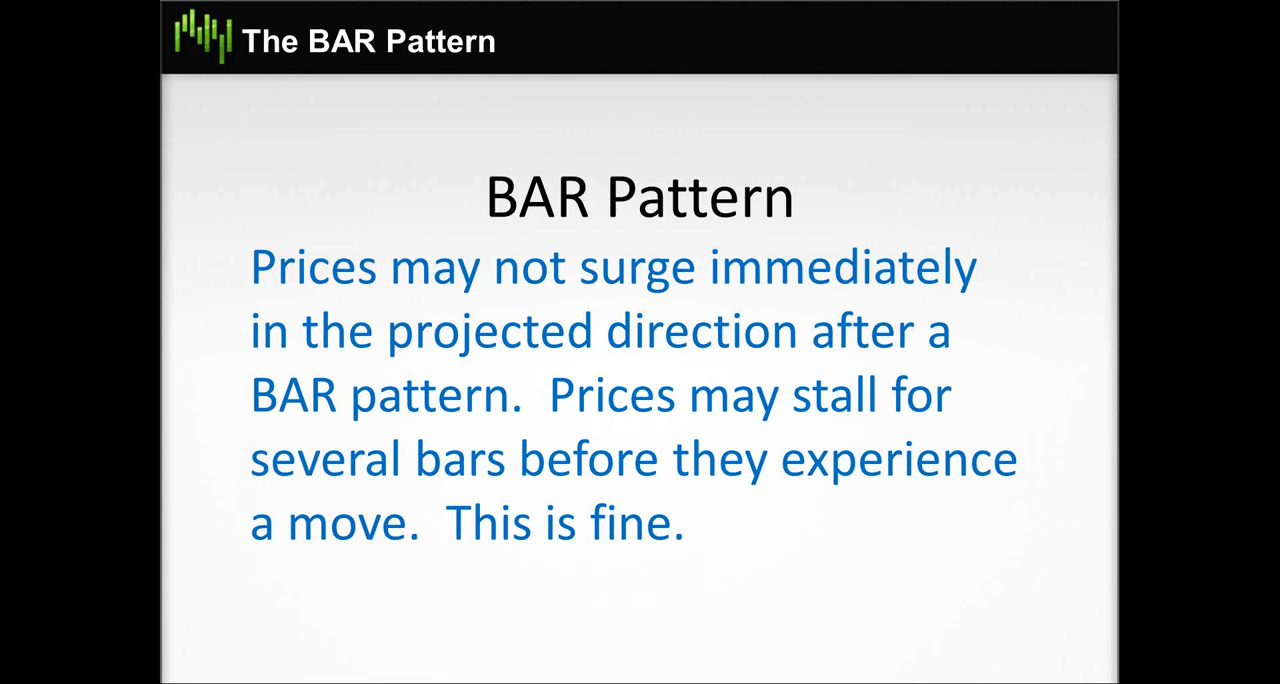 The BAR Pattern
BAR Pattern
Prices may not surge immediately
in the projected direction after a
BAR pattern.  Prices may stall for
several bars before they experience
a move.  This is fine.